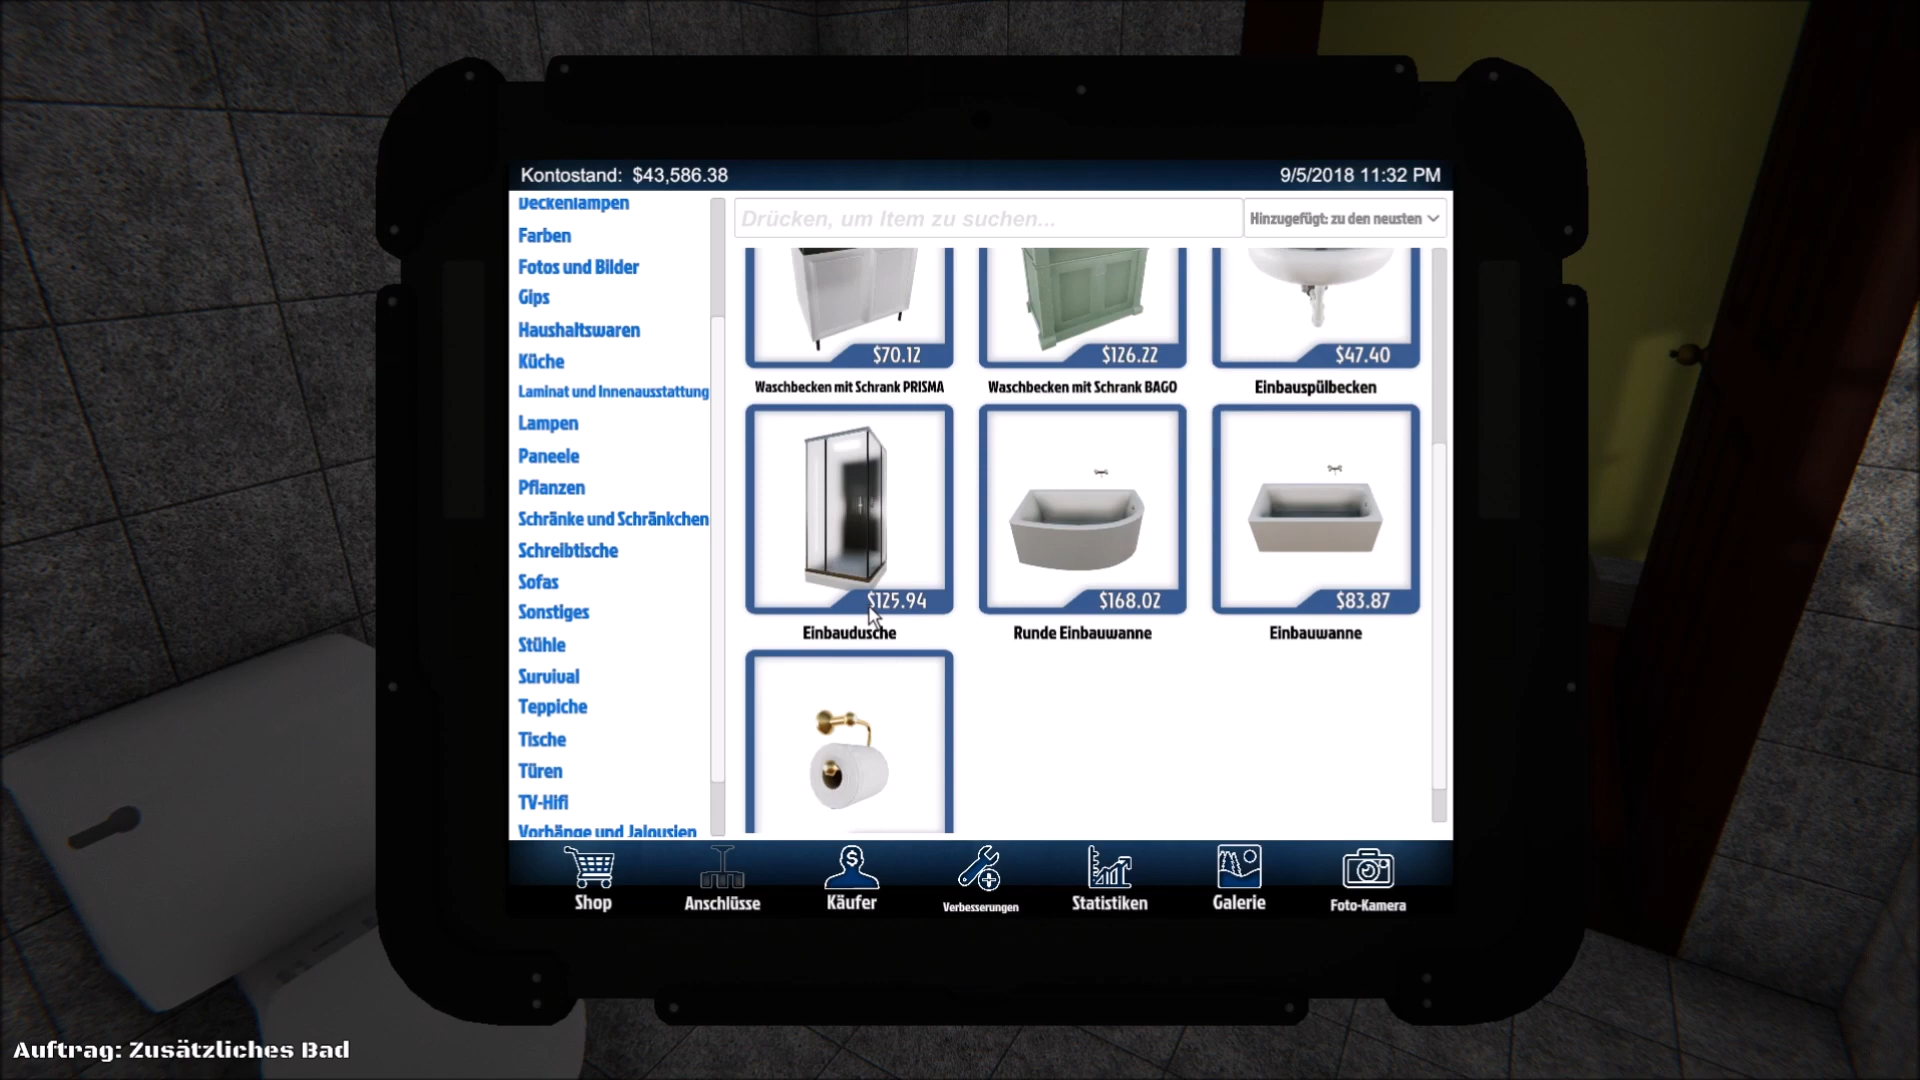 Kontostand: $43,586.38
9/5/2018 11:32 PM
Deckenlampen
Farben
Fotos und Bilder
Gips
Haushaltswaren
Küche
Laminat und Innenausstattung
Lampen
Paneele
Pflanzen
Schränke und Schränkchen
Schreibtische
Sofas
Sonstiges
Stühle
Survival
Teppiche
Tische
Türen
TV-Hifi
Vorhänge und Jalousien
Drücken, um Item zu suchen...
Hinzugefügt: zu den neusten
$70.12
$126.22
$47.40
Waschbecken mit Schrank PRISMA
Waschbecken mit Schrank BAGO
Einbauspülbecken
$125.94
$168.02
$83.87
Einbaudusche
Runde Einbauwanne
Einbauwanne
Shop
Anschlüsse
Käufer
Verbesserungen
Statistiken
Galerie
Foto-Kamera
Auftrag: Zusätzliches Bad